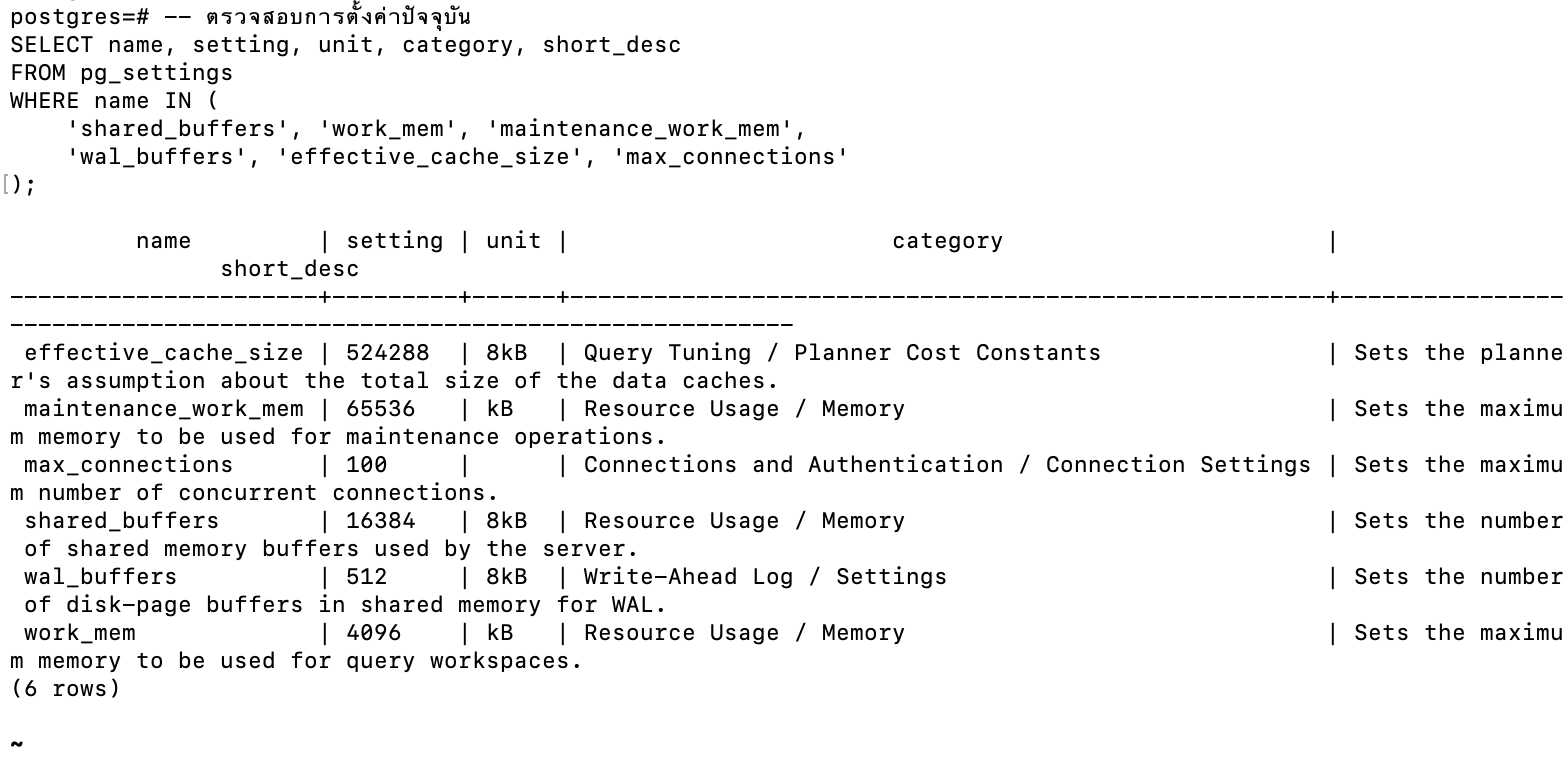 postgres=# -- ตรวจสอบการตั้งค่าปัจจุบัน
SELECT name, setting, unit, category, short_desc
FROM pg_settings
WHERE name IN (
    'shared_buffers', 'work_mem', 'maintenance_work_mem',
    'wal_buffers', 'effective_cache_size', 'max_connections'
[);
         name         | setting | unit |                       category                       |
               short_desc
----------------------+---------+------+------------------------------------------------------+----------------
--------------------------------------------------------
 effective_cache_size | 524288  | 8kB  | Query Tuning / Planner Cost Constants                | Sets the planne
r's assumption about the total size of the data caches.
 maintenance_work_mem | 65536   | kB   | Resource Usage / Memory                              | Sets the maximu
m memory to be used for maintenance operations.
 max_connections      | 100     |      | Connections and Authentication / Connection Settings | Sets the maximu
m number of concurrent connections.
 shared_buffers       | 16384   | 8kB  | Resource Usage / Memory                              | Sets the number
 of shared memory buffers used by the server.
 wal_buffers          | 512     | 8kB  | Write-Ahead Log / Settings                           | Sets the number
 of disk-page buffers in shared memory for WAL.
 work_mem             | 4096    | kB   | Resource Usage / Memory                              | Sets the maximu
m memory to be used for query workspaces.
(6 rows)
~